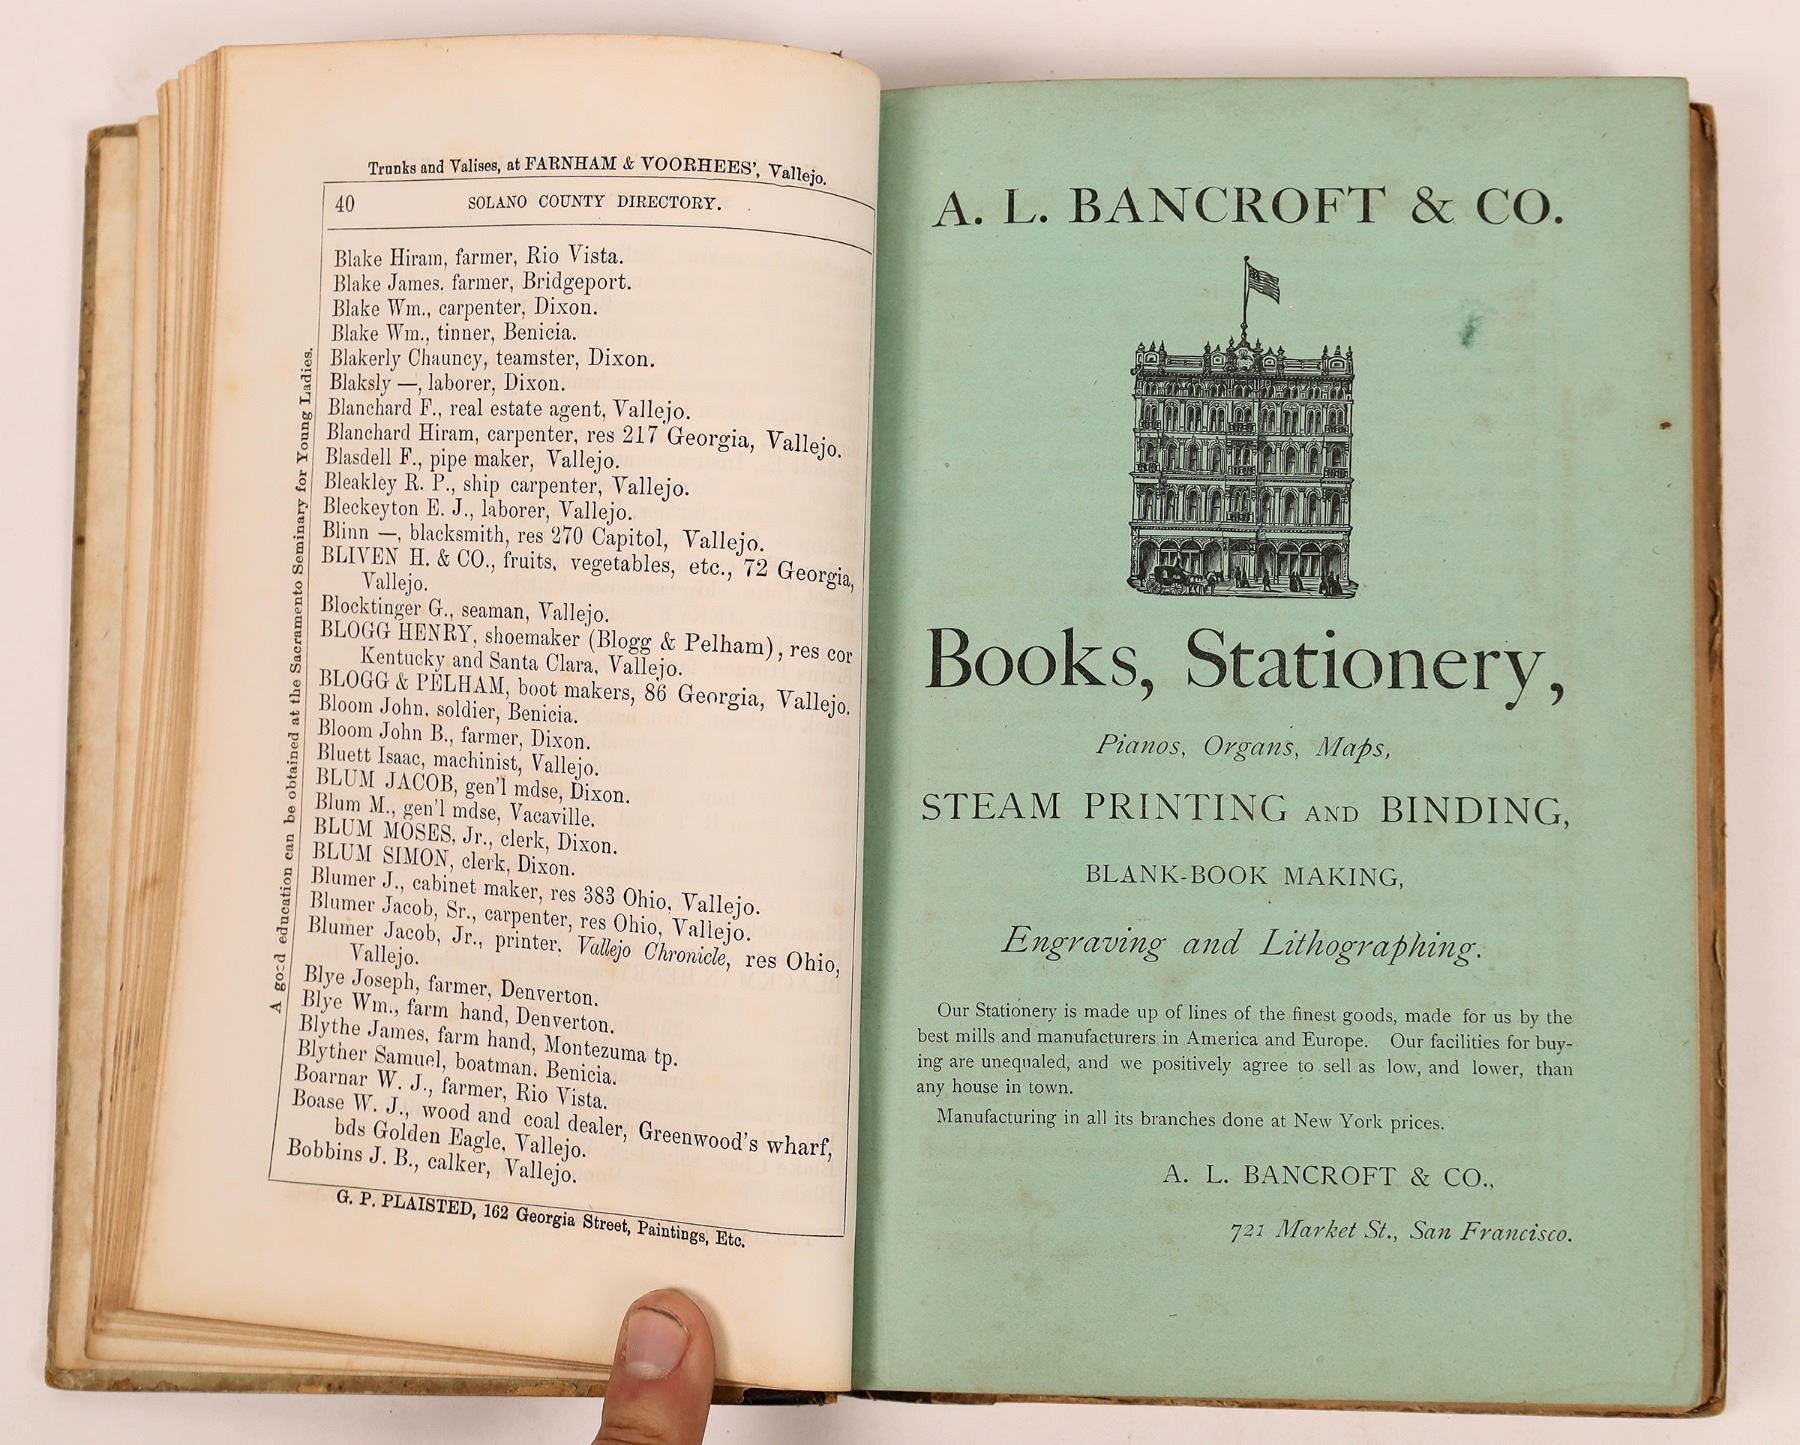 Trunks and Valises, at FARNHAM & VOORHEES', Vallejo.
40 SOLANO COUNTY DIRECTORY.
Blake Hiram, farmer, Rio Vista.
Blake James. farmer, Bridgeport.
Blake Wm., carpenter, Dixon.
Blake Wm., tinner, Benicia.
Blakerly Chauncy, teamster, Dixon.
Blaksly —, laborer, Dixon.
Blanchard F., real estate agent, Vallejo.
Blanchard Hiram, carpenter, res 217 Georgia, Vallejo.
Blasdell F., pipe maker, Vallejo.
Bleakley R. P., ship carpenter, Vallejo.
Bleckeyton E. J., laborer, Vallejo.
Blinn —, blacksmith, res 270 Capitol, Vallejo.
BLIVEN H. & CO., fruits, vegetables, etc., 72 Georgia,
Vallejo.
Blocktinger G., seaman, Vallejo.
BLOGG HENRY, shoemaker (Blogg & Pelham), res cor
Kentucky and Santa Clara, Vallejo.
BLOGG & PELHAM, boot makers, 86 Georgia, Vallejo.
Bloom John, soldier, Benicia.
Bloom John B., farmer, Dixon.
Bluett Isaac, machinist, Vallejo.
BLUM JACOB, gen'l mdse, Dixon.
Blum M., gen'l mdse, Vacaville.
BLUM MOSES, Jr., clerk, Dixon.
BLUM SIMON, clerk, Dixon.
Blumer J., cabinet maker, res 383 Ohio, Vallejo.
Blumer Jacob, Sr., carpenter, res Ohio, Vallejo.
Blumer Jacob, Jr., printer, Vallejo Chronicle, res Ohio,
Vallejo.
Blye Joseph, farmer, Denverton.
Blye Wm., farm hand, Denverton.
Blythe James, farm hand, Montezuma tp.
Blyther Samuel, boatman, Benicia.
Boarnar W. J., farmer, Rio Vista.
Boase W. J., wood and coal dealer, Greenwood's wharf,
bds Golden Eagle, Vallejo.
Bobbins J. B., calker, Vallejo.
G. P. PLAISTED, 162 Georgia Street, Paintings, Etc.
A good education can be obtained at the Sacramento Seminary for Young Ladies.
A. L. BANCROFT & CO.
Books, Stationery,
Pianos, Organs, Maps,
STEAM PRINTING AND BINDING,
BLANK-BOOK MAKING,
Engraving and Lithographing.
Our Stationery is made up of lines of the finest goods, made for us by the
best mills and manufacturers in America and Europe. Our facilities for buy-
ing are unequaled, and we positively agree to sell as low, and lower, than
any house in town.
Manufacturing in all its branches done at New York prices.
A. L. BANCROFT & CO.,
721 Market St., San Francisco.